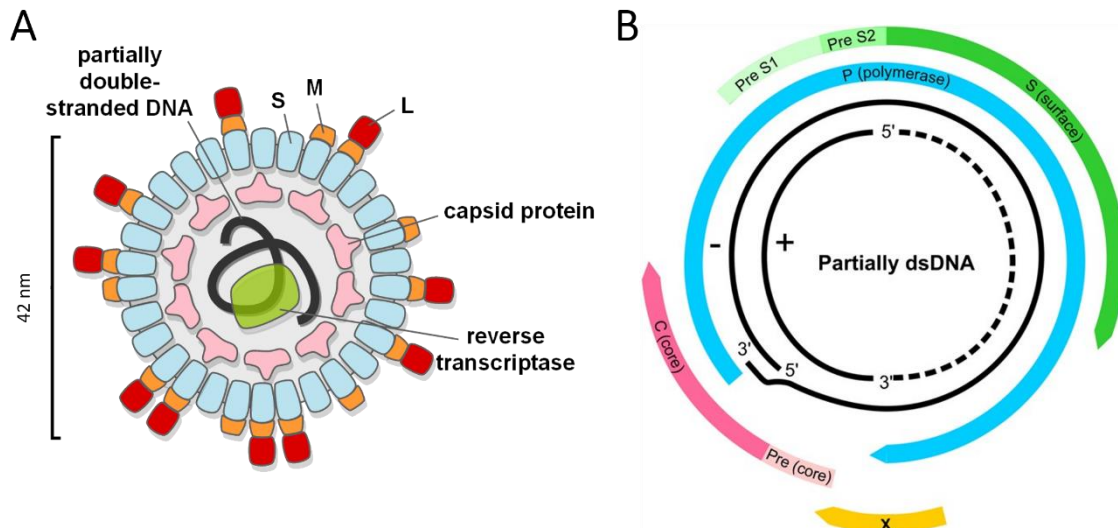 A
partially
double-
stranded DNA
S
M
L
capsid protein
reverse
transcriptase
42 nm
B
Pre S1
Pre S2
S (surface)
P (polymerase)
5'
-
+
Partially dsDNA
3'
5'
3'
C (core)
Pre (core)
X